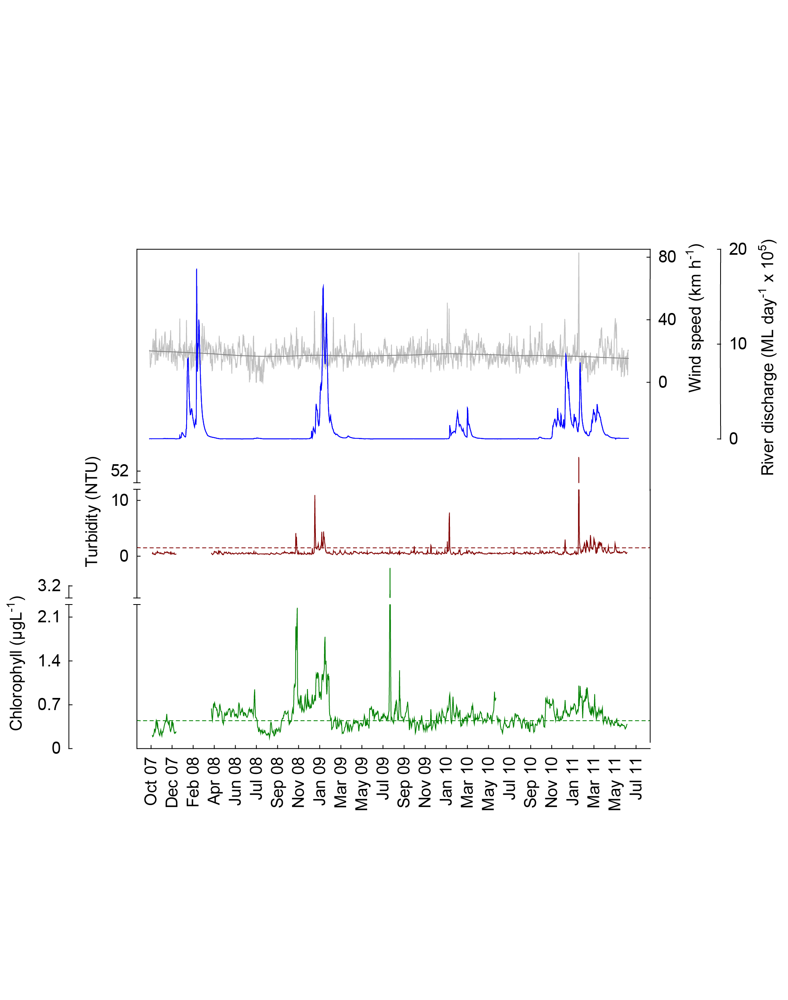 80
40
0
Wind speed (km h-1)
20
10
0
River discharge (ML day-1 x 105)
Turbidity (NTU)
52
10
0
Chlorophyll (µgL-1)
3.2
2.1
1.4
0.7
0
Oct 07
Dec 07
Feb 08
Apr 08
Jun 08
Jul 08
Sep 08
Nov 08
Jan 09
Mar 09
May 09
Jul 09
Sep 09
Nov 09
Jan 10
Mar 10
May 10
Jul 10
Sep 10
Nov 10
Jan 11
Mar 11
May 11
Jul 11